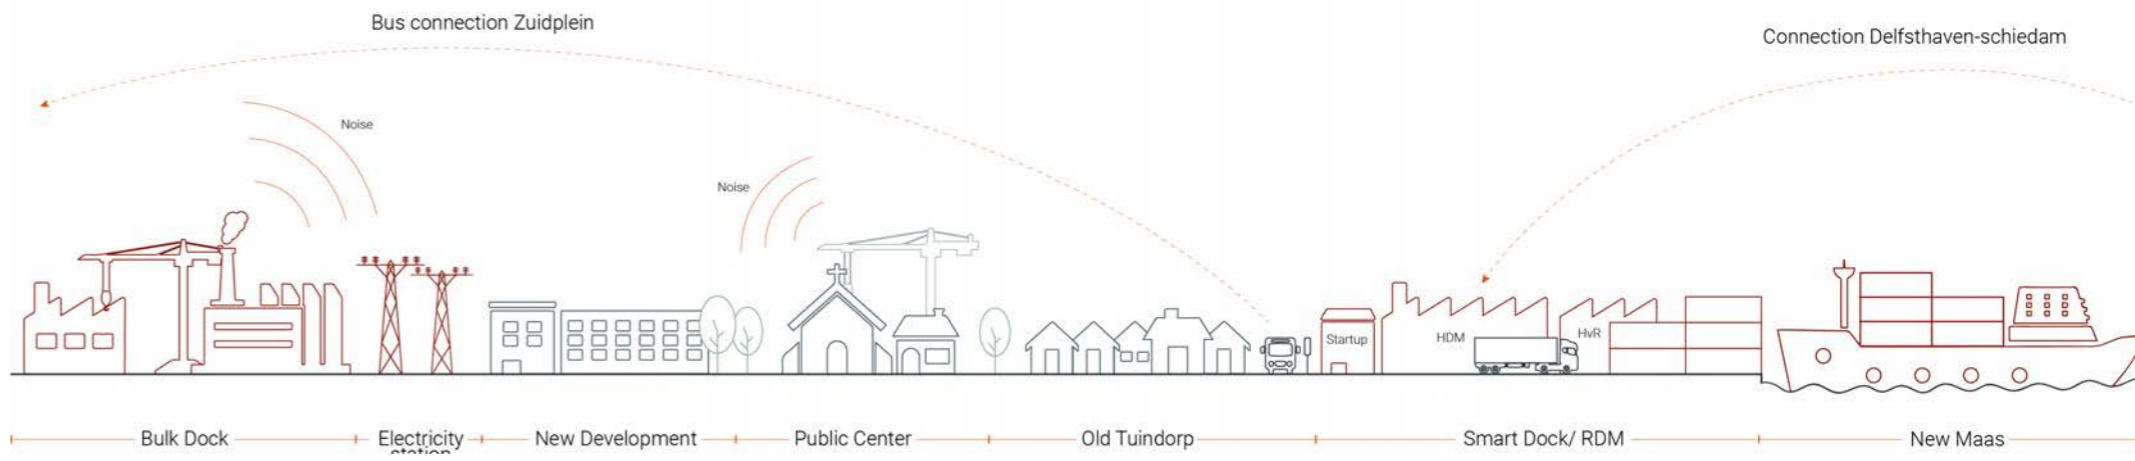 Bus connection Zuidplein
Connection Delfsthaven-schiedam
Noise
Noise
Startup
HDM
HvR
Bulk Dock
Electricity
station
New Development
Public Center
Old Tuindorp
Smart Dock/ RDM
New Maas